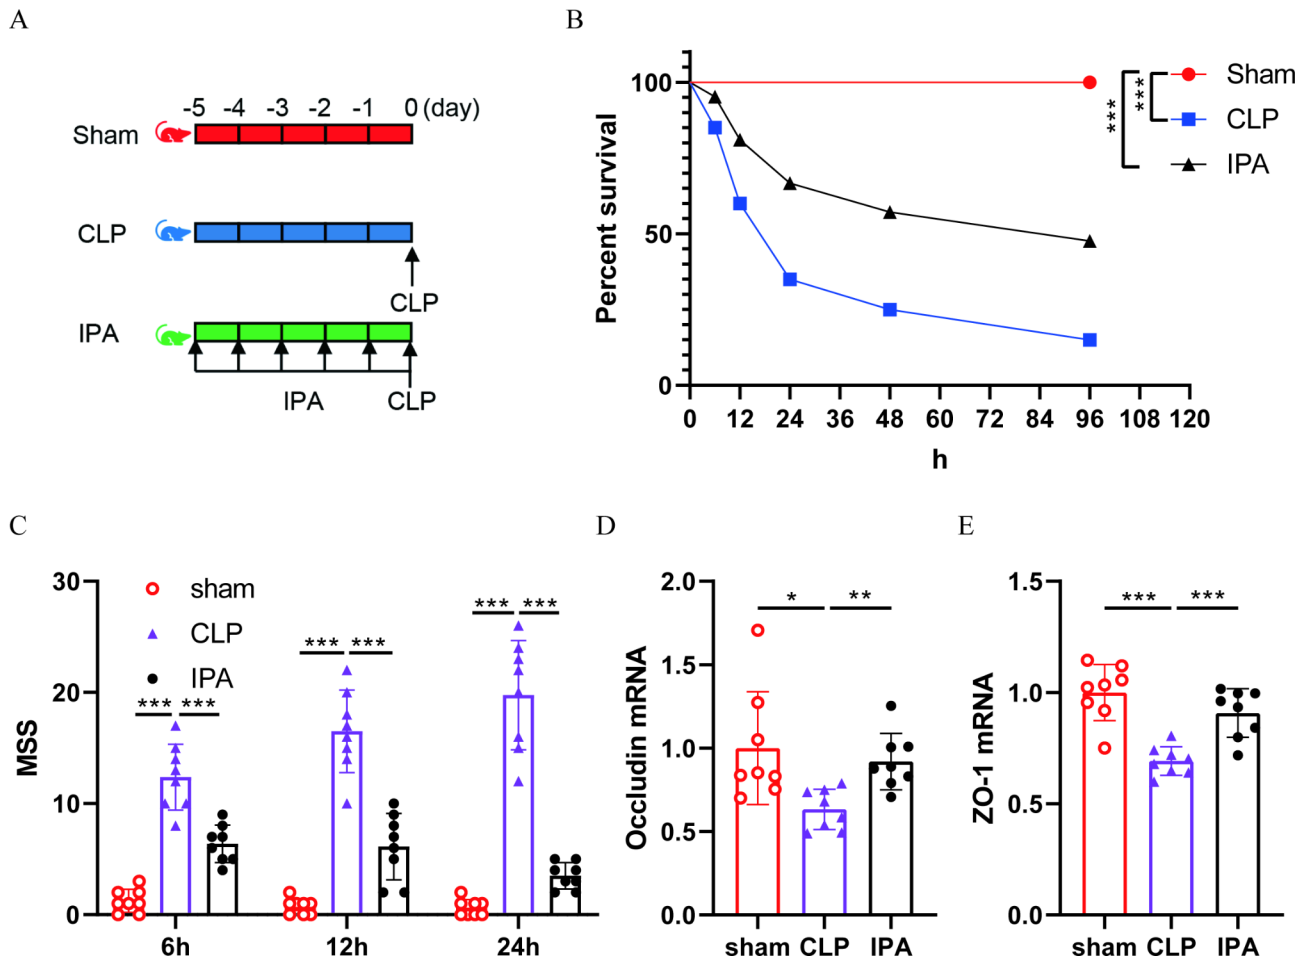 A
-5 -4 -3 -2 -1 0 (day)
Sham
CLP
CLP
IPA
IPA CLP
B
Percent survival
100
50
0
0 12 24 36 48 60 72 84 96 108 120
h
Sham
CLP
IPA
***
***
C
MSS
30
20
10
0
sham
CLP
IPA
*** ***
*** ***
*** ***
6h 12h 24h
D
Occludin mRNA
2.0
1.5
1.0
0.5
0.0
* **
sham CLP IPA
E
ZO-1 mRNA
1.5
1.0
0.5
0.0
*** ***
sham CLP IPA